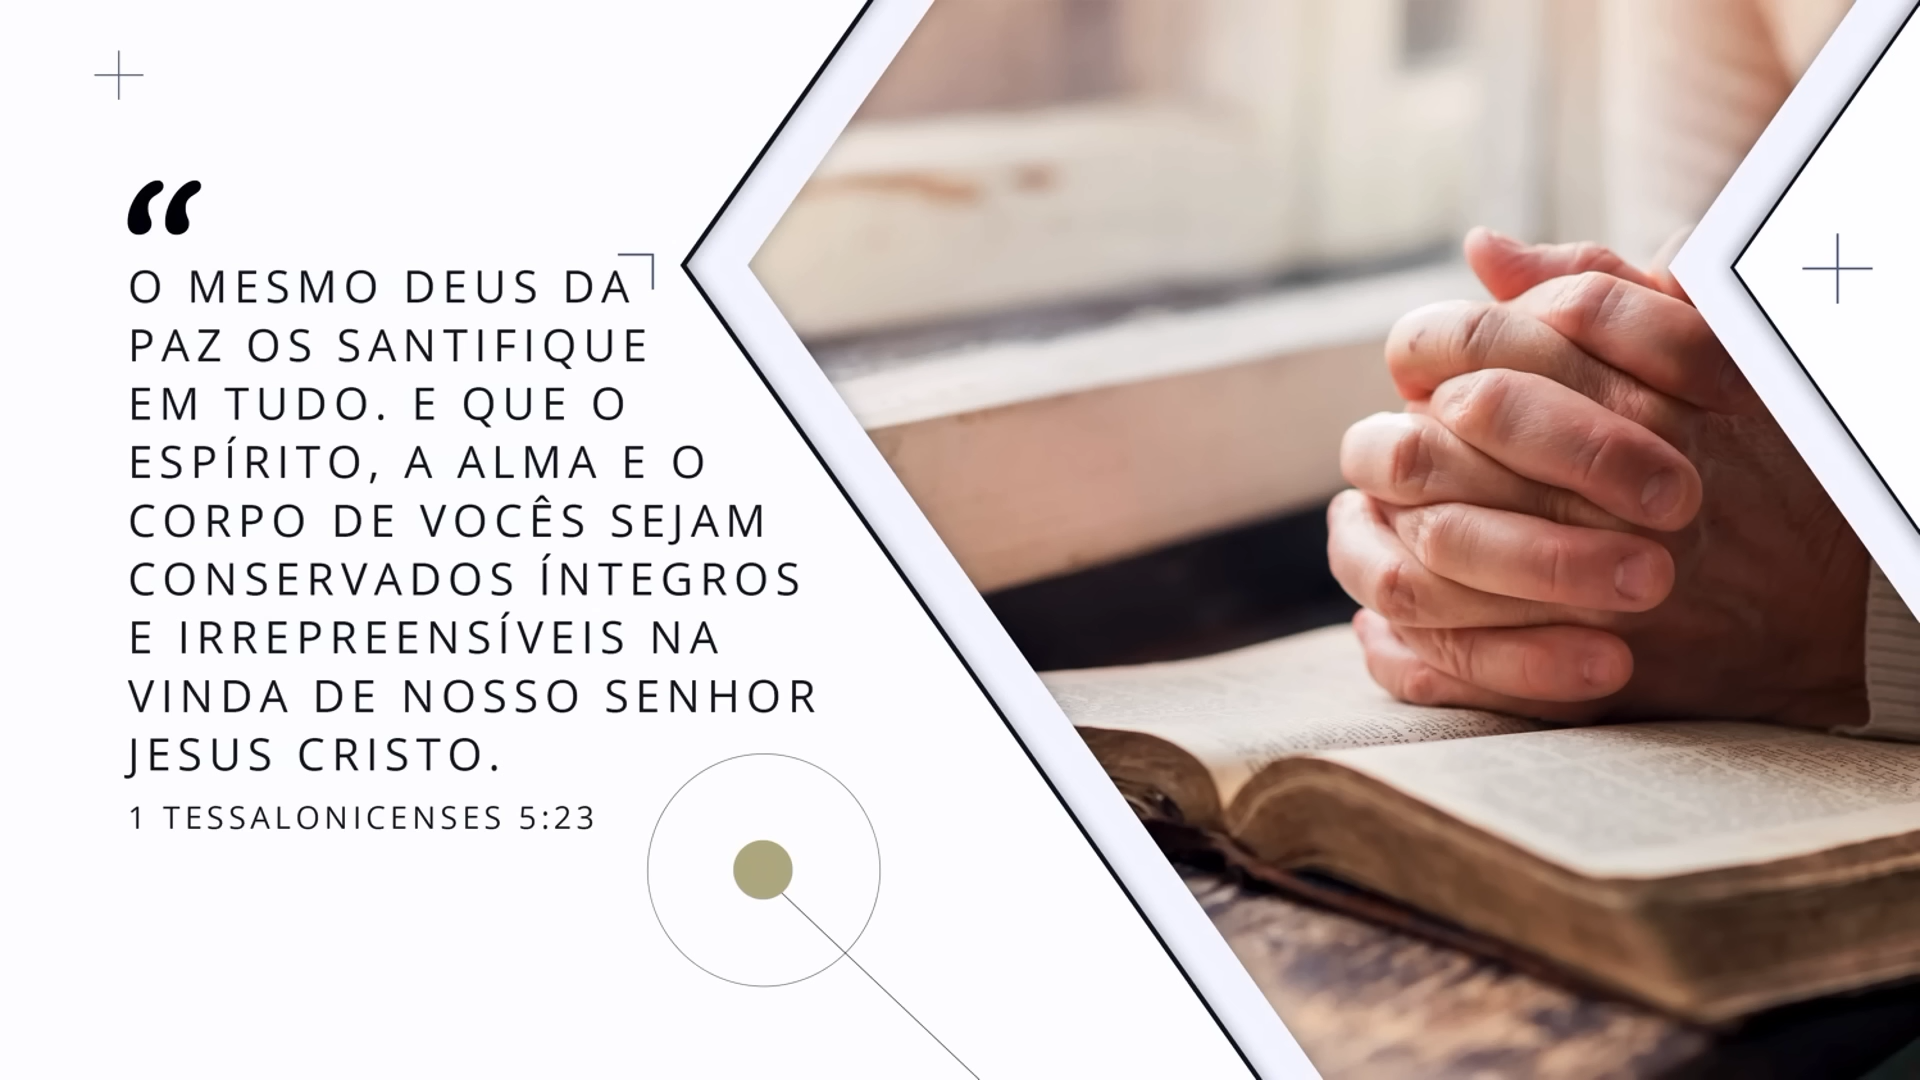 “
O MESMO DEUS DA
PAZ OS SANTIFIQUE
EM TUDO. E QUE O
ESPÍRITO, A ALMA E O
CORPO DE VOCÊS SEJAM
CONSERVADOS ÍNTEGROS
E IRREPREENSÍVEIS NA
VINDA DE NOSSO SENHOR
JESUS CRISTO.
1 TESSALONICENSES 5:23